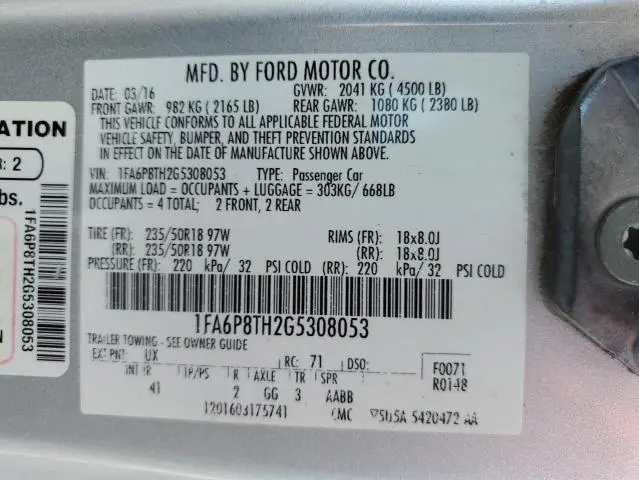 MFD. BY FORD MOTOR CO.
DATE: 03/16 GVWR: 2041 KG (4500 LB)
FRONT GAWR: 982 KG (2165 LB) REAR GAWR: 1080 KG (2380 LB)
THIS VEHICLE CONFORMS TO ALL APPLICABLE FEDERAL MOTOR
VEHICLE SAFETY, BUMPER, AND THEFT PREVENTION STANDARDS
IN EFFECT ON THE DATE OF MANUFACTURE SHOWN ABOVE.
VIN: 1FA6P8TH2G5308053 TYPE: Passenger Car
MAXIMUM LOAD = OCCUPANTS + LUGGAGE = 303KG/ 668LB
OCCUPANTS = 4 TOTAL; 2 FRONT, 2 REAR
TIRE (FR): 235/50R18 97W RIMS (FR): 18x8.0J
(RR): 235/50R18 97W (RR): 18x8.0J
PRESSURE (FR): 220 kPa/ 32 PSI COLD (RR): 220 kPa/ 32 PSI COLD
1FA6P8TH2G5308053
TRAILER TOWING - SEE OWNER GUIDE
EXT PNT: UX RC: 71 DSO: F0071
INT TR TP/PS R AXLE TR SPR R0148
41 2 GG 3 AABB
1201603175741 CMC
5420472 AA
ATION
R: 2
bs.
1FA6P8TH2G5308053
N